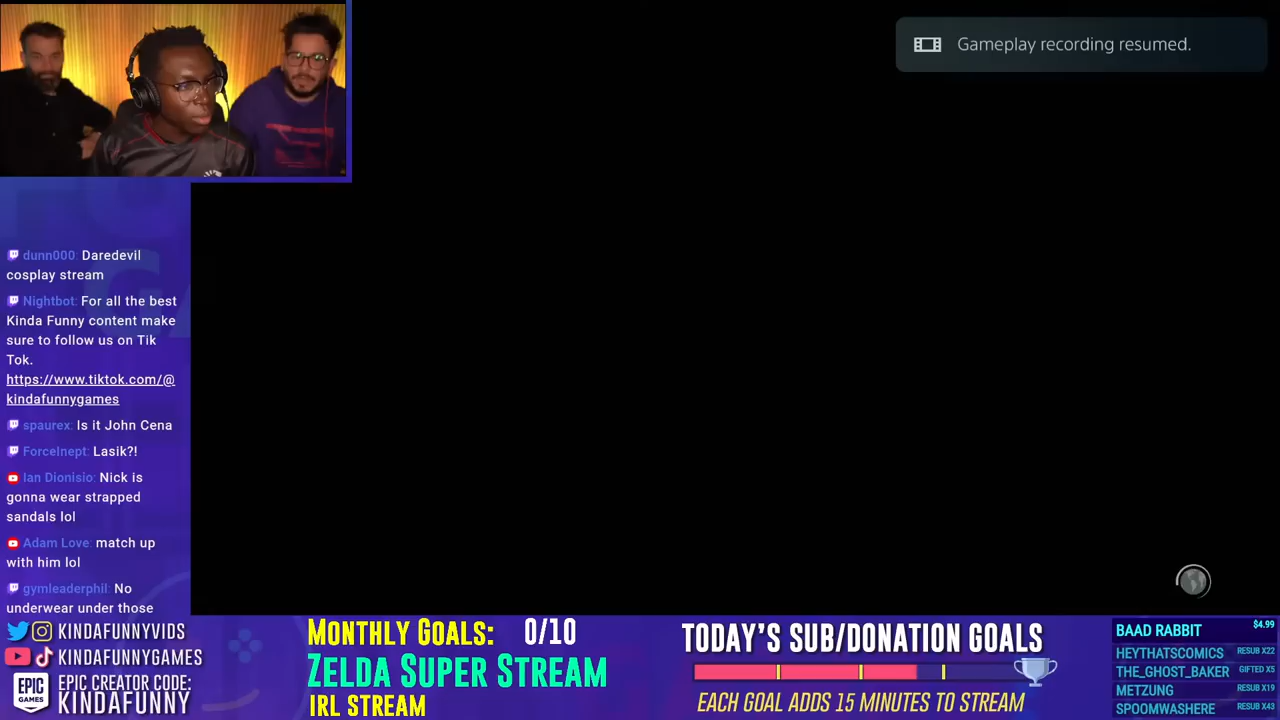 Gameplay recording resumed.
dunn000: Daredevil
cosplay stream
Nightbot: For all the best
Kinda Funny content make
sure to follow us on Tik
Tok.
https://www.tiktok.com/@
kindafunnygames
spaurex: Is it John Cena
ForceInept: Lasik?!
Ian Dionisio: Nick is
gonna wear strapped
sandals lol
Adam Love: match up
with him lol
gymleaderphil: No
underwear under those
KINDAFUNNYVIDS
KINDAFUNNYGAMES
EPIC GAMES
EPIC CREATOR CODE:
KINDAFUNNY
MONTHLY GOALS: 0/10
ZELDA SUPER STREAM
IRL STREAM
TODAY'S SUB/DONATION GOALS
EACH GOAL ADDS 15 MINUTES TO STREAM
BAAD RABBIT $4.99
HEYTHATSCOMICS RESUB X22
THE_GHOST_BAKER GIFTED X5
METZUNG RESUB X19
SPOOMWASHERE RESUB X43